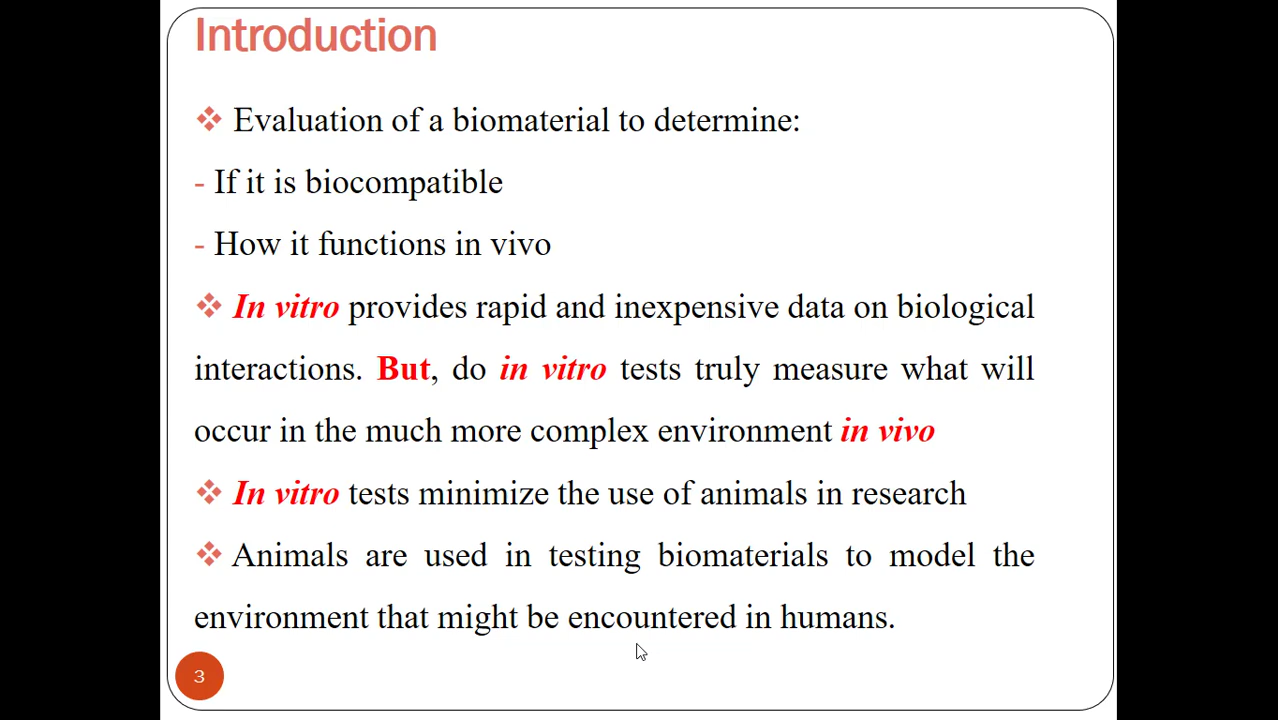 Introduction
❖ Evaluation of a biomaterial to determine:
- If it is biocompatible
- How it functions in vivo
❖ In vitro provides rapid and inexpensive data on biological
interactions. But, do in vitro tests truly measure what will
occur in the much more complex environment in vivo
❖ In vitro tests minimize the use of animals in research
❖ Animals are used in testing biomaterials to model the
environment that might be encountered in humans.
3